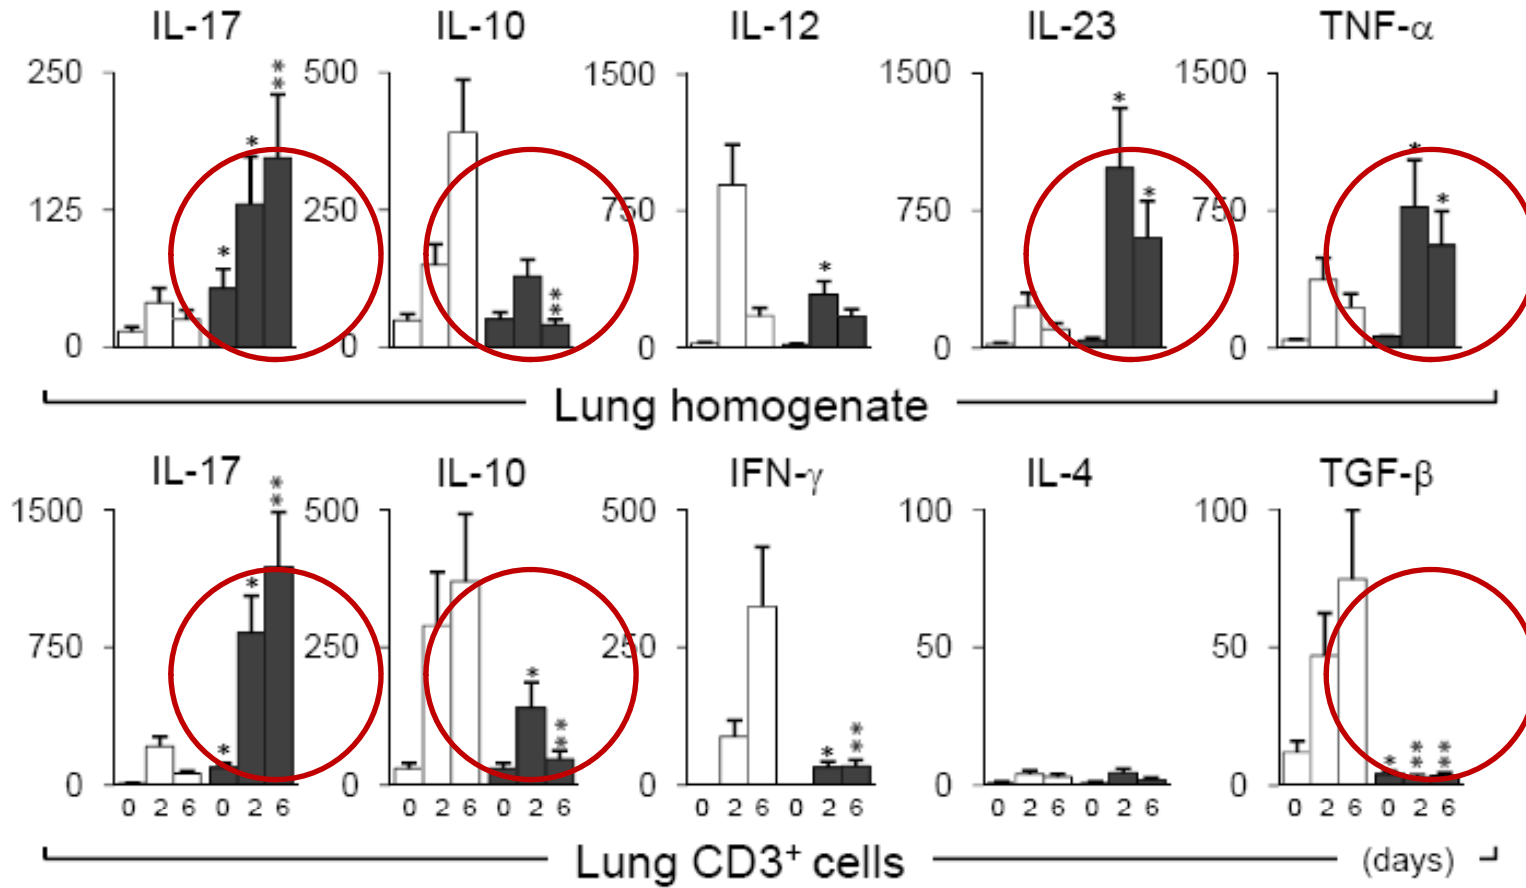 IL-17 IL-10 IL-12 IL-23 TNF-α
250 500 1500 1500 1500
** * * * * * *
125 250 750 750 750
* ** *
0 0 0 0 0
Lung homogenate
IL-17 IL-10 IFN-γ IL-4 TGF-β
1500 500 500 100 100
** * *
750 250 250 50 50
* ** * ** * ** **
0 0 0 0 0
0 2 6 0 2 6 0 2 6 0 2 6 0 2 6 0 2 6 0 2 6 0 2 6 0 2 6 0 2 6
Lung CD3⁺ cells (days)